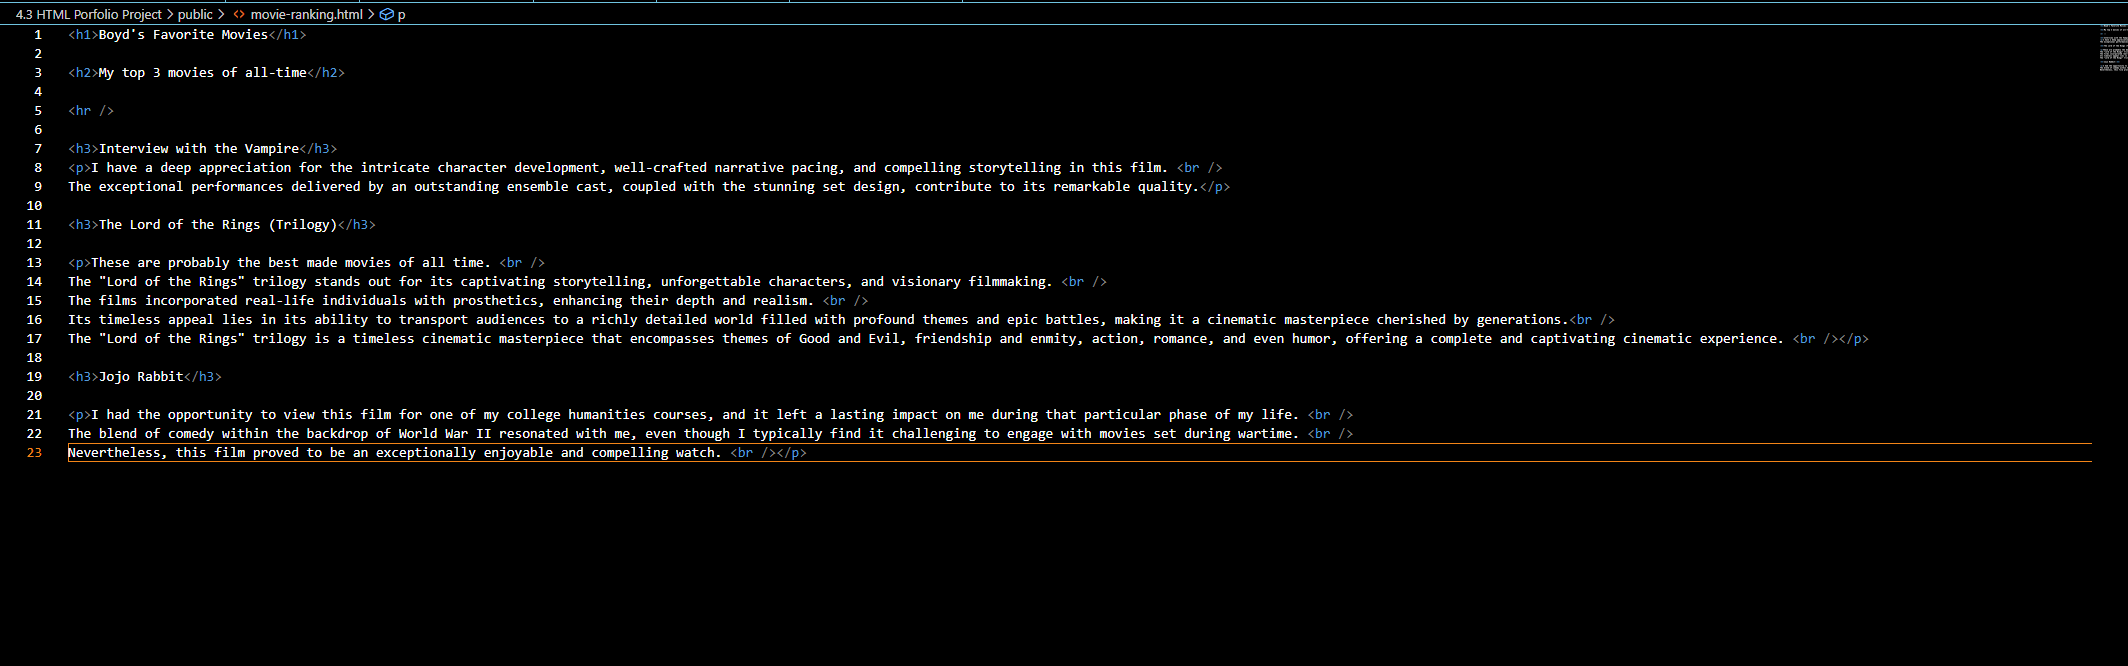 4.3 HTML Porfolio Project > public > <> movie-ranking.html > p
1 <h1>Boyd's Favorite Movies</h1>
2
3 <h2>My top 3 movies of all-time</h2>
4
5 <hr />
6
7 <h3>Interview with the Vampire</h3>
8 <p>I have a deep appreciation for the intricate character development, well-crafted narrative pacing, and compelling storytelling in this film. <br />
9 The exceptional performances delivered by an outstanding ensemble cast, coupled with the stunning set design, contribute to its remarkable quality.</p>
10
11 <h3>The Lord of the Rings (Trilogy)</h3>
12
13 <p>These are probably the best made movies of all time. <br />
14 The "Lord of the Rings" trilogy stands out for its captivating storytelling, unforgettable characters, and visionary filmmaking. <br />
15 The films incorporated real-life individuals with prosthetics, enhancing their depth and realism. <br />
16 Its timeless appeal lies in its ability to transport audiences to a richly detailed world filled with profound themes and epic battles, making it a cinematic masterpiece cherished by generations.<br />
17 The "Lord of the Rings" trilogy is a timeless cinematic masterpiece that encompasses themes of Good and Evil, friendship and enmity, action, romance, and even humor, offering a complete and captivating cinematic experience. <br /></p>
18
19 <h3>Jojo Rabbit</h3>
20
21 <p>I had the opportunity to view this film for one of my college humanities courses, and it left a lasting impact on me during that particular phase of my life. <br />
22 The blend of comedy within the backdrop of World War II resonated with me, even though I typically find it challenging to engage with movies set during wartime. <br />
23 Nevertheless, this film proved to be an exceptionally enjoyable and compelling watch. <br /></p>